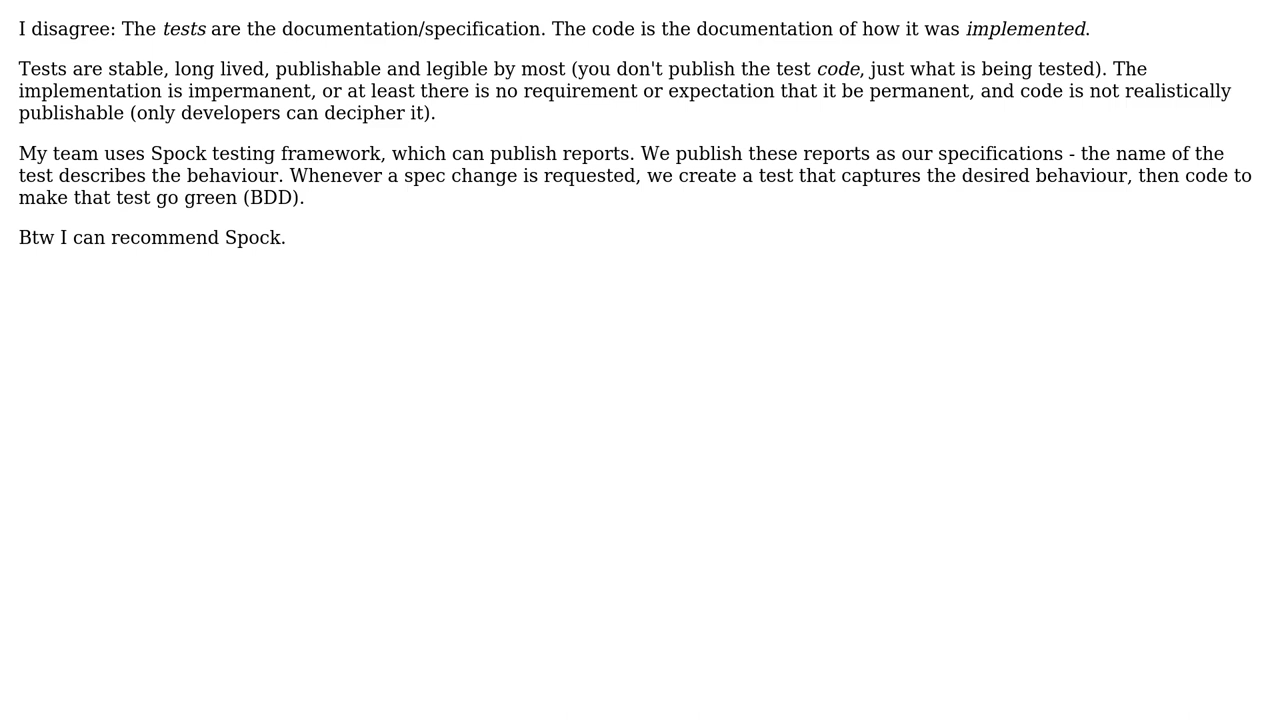 I disagree: The tests are the documentation/specification. The code is the documentation of how it was implemented.
Tests are stable, long lived, publishable and legible by most (you don't publish the test code, just what is being tested). The
implementation is impermanent, or at least there is no requirement or expectation that it be permanent, and code is not realistically
publishable (only developers can decipher it).
My team uses Spock testing framework, which can publish reports. We publish these reports as our specifications - the name of the
test describes the behaviour. Whenever a spec change is requested, we create a test that captures the desired behaviour, then code to
make that test go green (BDD).
Btw I can recommend Spock.